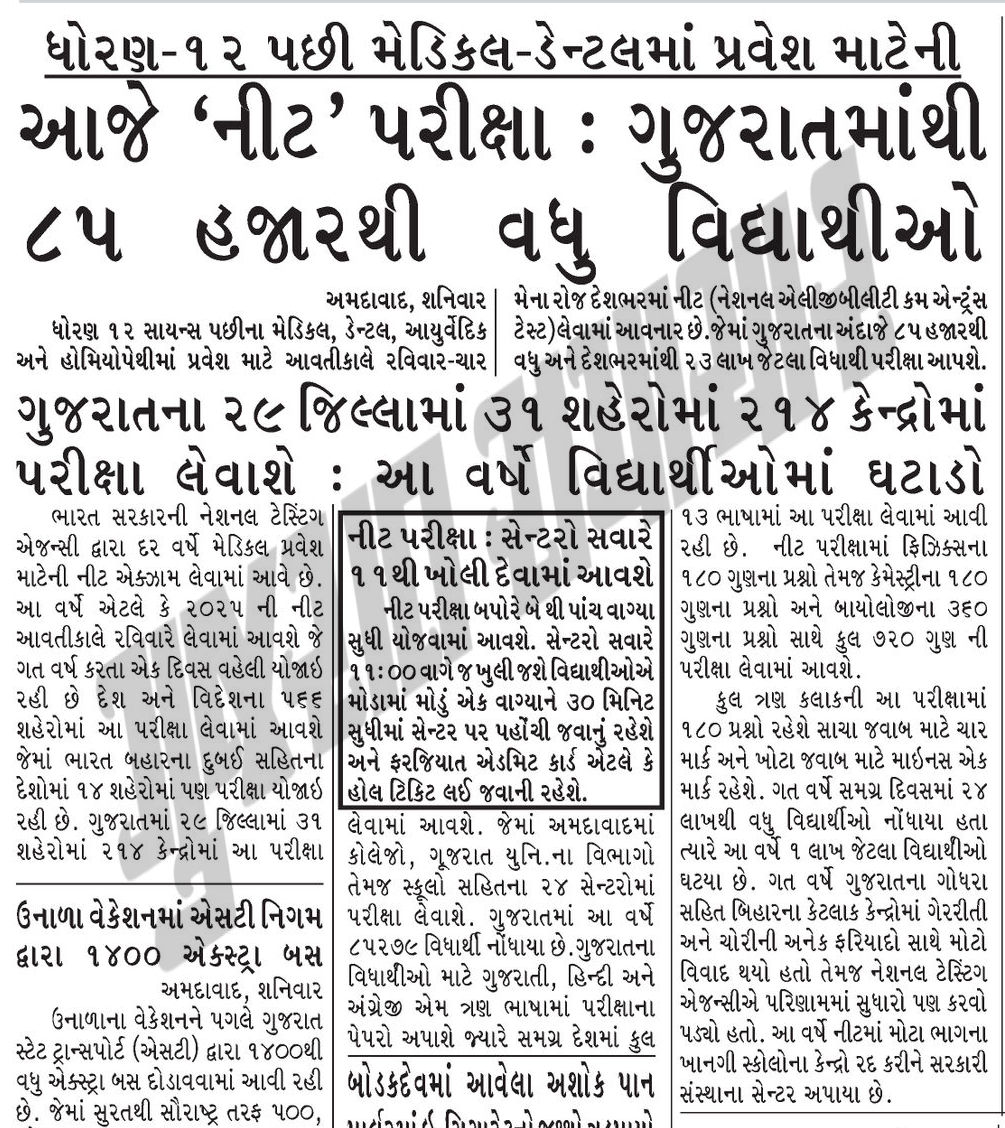 ધોરણ-૧૨ પછી મેડિકલ-ડેન્ટલમાં પ્રવેશ માટેની
આજે ‘નીટ’ પરીક્ષા : ગુજરાતમાંથી
૮૫ હજારથી વધુ વિદ્યાથીઓ
અમદાવાદ, શનિવાર
ધોરણ ૧૨ સાયન્સ પછીના મેડિકલ, ડેન્ટલ, આયુર્વેદિક
અને હોમિયોપેથીમાં પ્રવેશ માટે આવતીકાલે રવિવાર-ચાર
મેના રોજ દેશભરમાં નીટ (નેશનલ એલીજીબીલીટી કમ એન્ટ્રંસ
ટેસ્ટ) લેવામાં આવનાર છે.જેમાં ગુજરાતના અંદાજે ૮૫ હજારથી
વધુ અને દેશભરમાંથી ૨૩ લાખ જેટલા વિધાથી પરીક્ષા આપશે.
ગુજરાતના ૨૯ જિલ્લામાં ૩૧ શહેરોમાં ૨૧૪ કેન્દ્રોમાં
પરીક્ષા લેવાશે : આ વર્ષે વિદ્યાર્થીઓમાં ઘટાડો
ભારત સરકારની નેશનલ ટેસ્ટિંગ
એજન્સી દ્વારા દર વર્ષે મેડિકલ પ્રવેશ
માટેની નીટ એક્ઝામ લેવામાં આવે છે.
આ વર્ષે એટલે કે ૨૦૨૫ ની નીટ
આવતીકાલે રવિવારે લેવામાં આવશે જે
ગત વર્ષ કરતા એક દિવસ વહેલી યોજાઇ
રહી છે દેશ અને વિદેશના ૫૬૬
શહેરોમાં આ પરીક્ષા લેવામાં આવશે
જેમાં ભારત બહારના દુબઈ સહિતના
દેશોમાં ૧૪ શહેરોમાં પણ પરીક્ષા યોજાઇ
રહી છે. ગુજરાતમાં ૨૯ જિલ્લામાં ૩૧
શહેરોમાં ૨૧૪ કેન્દ્રોમાં આ પરીક્ષા
નીટ પરીક્ષા : સેન્ટરો સવારે
૧૧થી ખોલી દેવામાં આવશે
નીટ પરીક્ષા બપોરે બે થી પાંચ વાગ્યા
સુધી યોજવામાં આવશે. સેન્ટરો સવારે
૧૧:૦૦ વાગે જ ખુલી જશે વિદ્યાથીઓએ
મોડામાં મોડું એક વાગ્યાને ૩૦ મિનિટ
સુધીમાં સેન્ટર પર પહોંચી જવાનું રહેશે
અને ફરજિયાત એડમિટ કાર્ડ એટલે કે
હોલ ટિકિટ લઈ જવાની રહેશે.
લેવામાં આવશે. જેમાં અમદાવાદમાં
કોલેજો, ગૂજરાત યુનિ.ના વિભાગો
તેમજ સ્કૂલો સહિતના ૨૪ સેન્ટરોમાં
પરીક્ષા લેવાશે. ગુજરાતમાં આ વર્ષે
૮૫૨૭૯ વિધાર્થી નોંધાયા છે.ગુજરાતના
વિધાર્થીઓ માટે ગુજરાતી, હિન્દી અને
અંગ્રેજી એમ ત્રણ ભાષામાં પરીક્ષાના
પેપરો અપાશે જ્યારે સમગ્ર દેશમાં કુલ
૧૩ ભાષામાં આ પરીક્ષા લેવામાં આવી
રહી છે. નીટ પરીક્ષામાં ફિઝિક્સના
૧૮૦ ગુણના પ્રશ્નો તેમજ કેમેસ્ટ્રીના ૧૮૦
ગુણના પ્રશ્નો અને બાયોલોજીના ૩૬૦
ગુણના પ્રશ્નો સાથે કુલ ૭૨૦ ગુણ ની
પરીક્ષા લેવામાં આવશે.
કુલ ત્રણ કલાકની આ પરીક્ષામાં
૧૮૦ પ્રશ્નો રહેશે સાચા જવાબ માટે ચાર
માર્ક અને ખોટા જવાબ માટે માઇનસ એક
માર્ક રહેશે. ગત વર્ષે સમગ્ર દિવસમાં ૨૪
લાખથી વધુ વિદ્યાર્થીઓ નોંધાયા હતા
ત્યારે આ વર્ષે ૧ લાખ જેટલા વિદ્યાર્થીઓ
ઘટયા છે. ગત વર્ષે ગુજરાતના ગોધરા
સહિત બિહારના કેટલાક કેન્દ્રોમાં ગેરરીતી
અને ચોરીની અનેક ફરિયાદો સાથે મોટો
વિવાદ થયો હતો તેમજ નેશનલ ટેસ્ટિંગ
એજન્સીએ પરિણામમાં સુધારો પણ કરવો
પડ્યો હતો. આ વર્ષે નીટમાં મોટા ભાગના
ખાનગી સ્કોલોના કેન્દ્રો રદ કરીને સરકારી
સંસ્થાના સેન્ટર અપાયા છે.
ઉનાળા વેકેશનમાં એસટી નિગમ
દ્વારા ૧૪૦૦ એક્સ્ટ્રા બસ
અમદાવાદ, શનિવાર
ઉનાળાના વેકેશનને પગલે ગુજરાત
સ્ટેટ ટ્રાન્સપોર્ટ (એસટી) દ્વારા ૧૪૦૦થી
વધુ એક્સ્ટ્રા બસ દોડાવવામાં આવી રહી
છે. જેમાં સુરતથી સૌરાષ્ટ્ર તરફ ૫૦૦,
બોડકદેવમાં આવેલા અશોક પાન
ગુજરાત સમાચાર